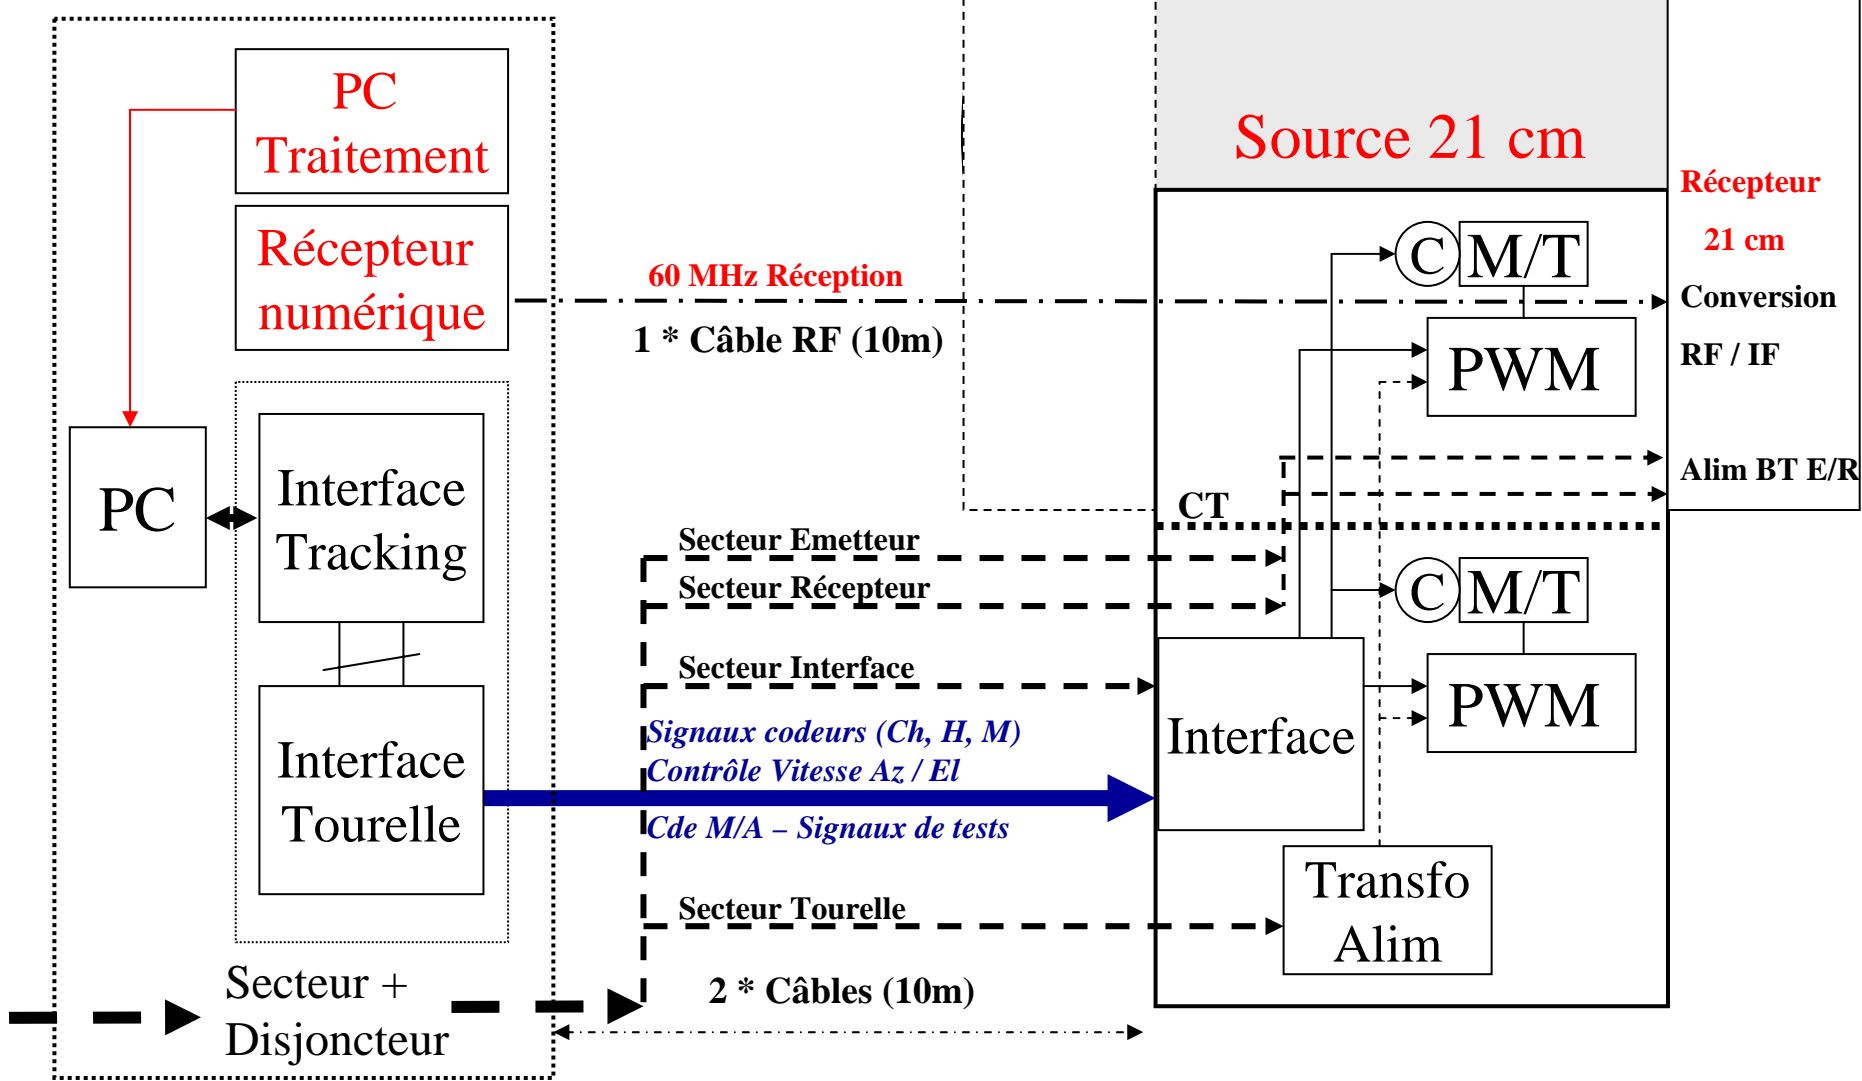 PC
Traitement
Récepteur
numérique
PC
Interface
Tracking
Interface
Tourelle
Secteur +
Disjoncteur
60 MHz Réception
1 * Câble RF (10m)
Secteur Emetteur
Secteur Récepteur
Secteur Interface
Signaux codeurs (Ch, H, M)
Contrôle Vitesse Az / El
Cde M/A – Signaux de tests
Secteur Tourelle
2 * Câbles (10m)
Source 21 cm
C
M/T
PWM
CT
C
M/T
PWM
Interface
Transfo
Alim
Récepteur
21 cm
Conversion
RF / IF
Alim BT E/R